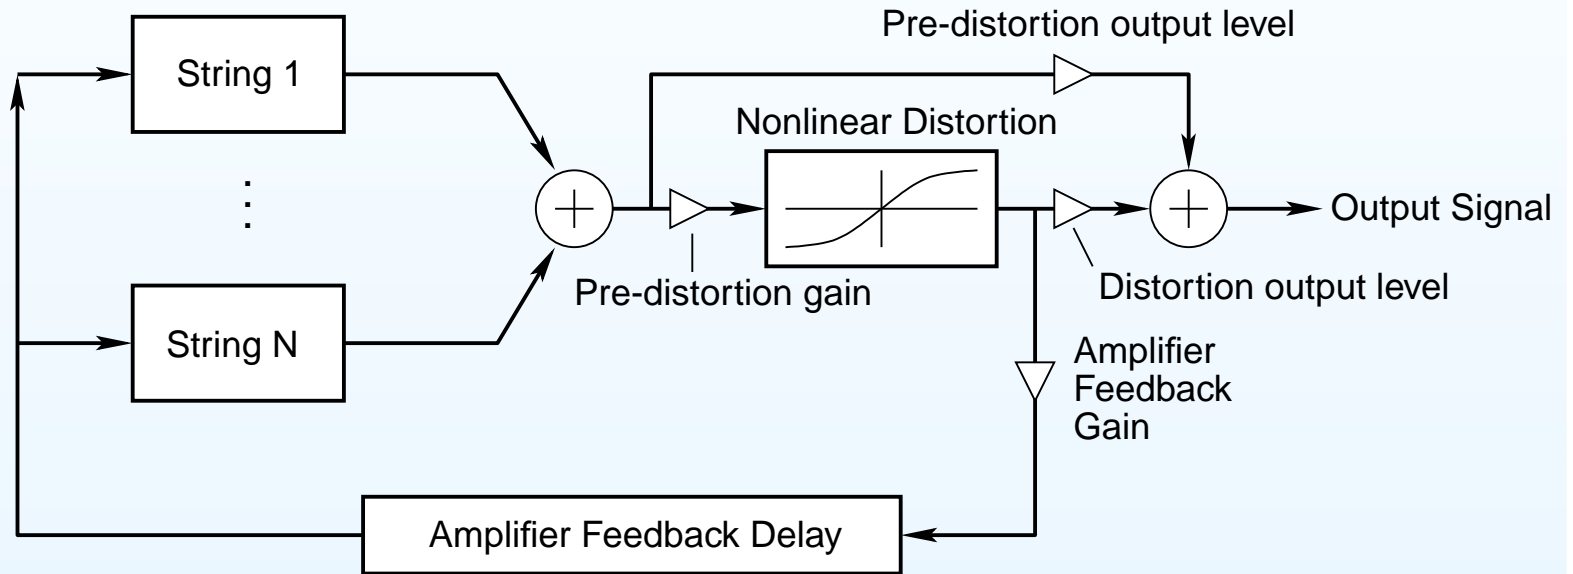 Pre-distortion output level
String 1
Nonlinear Distortion
Output Signal
Pre-distortion gain
Distortion output level
String N
Amplifier
Feedback
Gain
Amplifier Feedback Delay